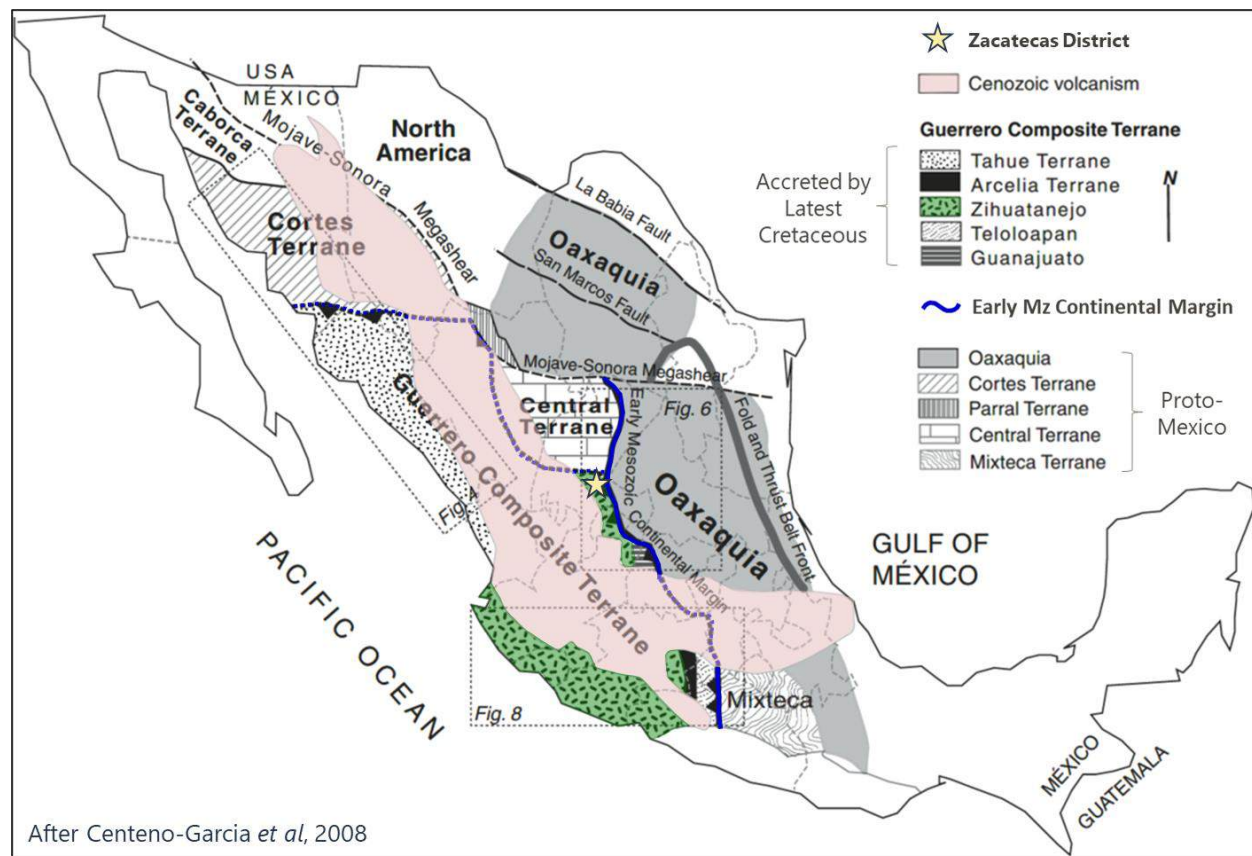 Zacatecas District
Cenozoic volcanism
Guerrero Composite Terrane
Tahue Terrane
Arcelia Terrane
Zihuatanejo
Teloloapan
Guanajuato
Accreted by
Latest
Cretaceous
N
Early Mz Continental Margin
Oaxaquia
Cortes Terrane
Parral Terrane
Central Terrane
Mixteca Terrane
Proto-
Mexico
USA
MÉXICO
Caborca
Terrane
Mojave-Sonora
Megashear
North
America
Cortes
Terrane
La Babia Fault
Oaxaquia
San Marcos Fault
Mojave-Sonora Megashear
Central
Terrane
Early Mesozoic Continental Margin
Fig. 6
Fold and Thrust Belt Front
Oaxaquia
Guerrero Composite Terrane
Fig.
PACIFIC OCEAN
GULF OF
MÉXICO
Mixteca
Fig. 8
MÉXICO
GUATEMALA
After Centeno-Garcia et al, 2008